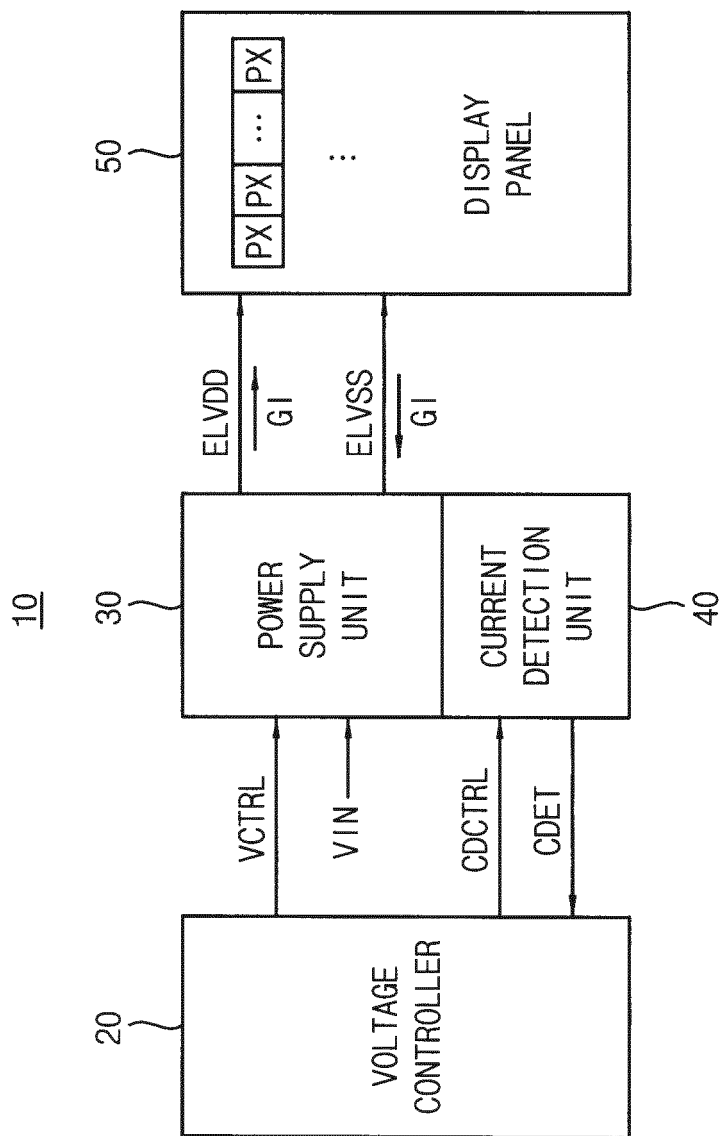 10
20
VOLTAGE
CONTROLLER
VCTRL
VIN
CDCTRL
CDET
30
POWER
SUPPLY
UNIT
CURRENT
DETECTION
UNIT
40
ELVDD
GI
ELVSS
GI
50
PX PX ... PX
...
DISPLAY
PANEL